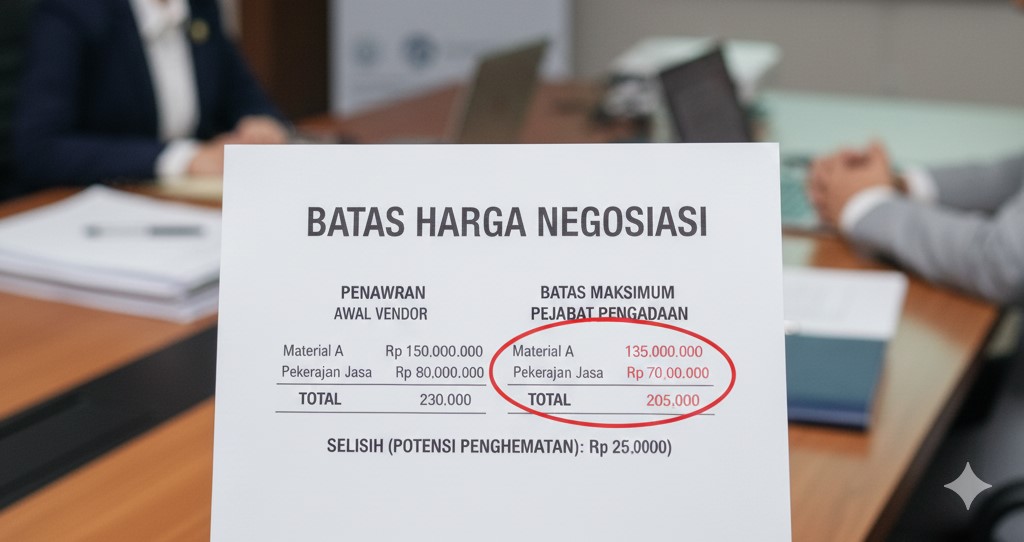 BATAS HARGA NEGOSIASI
PENAWRAN
AWAL VENDOR
Material A Rp 150,000.000
Pekerajan Jasa Rp 80,000.000
TOTAL 230.000
BATAS MAKSIMUM
PEJABAT PENGADAAN
Material A 135.000.000
Pekerajan Jasa Rp 70,00.000
TOTAL 205,000
SELISIH (POTENSI PENGHEMATAN): Rp 25.0000)